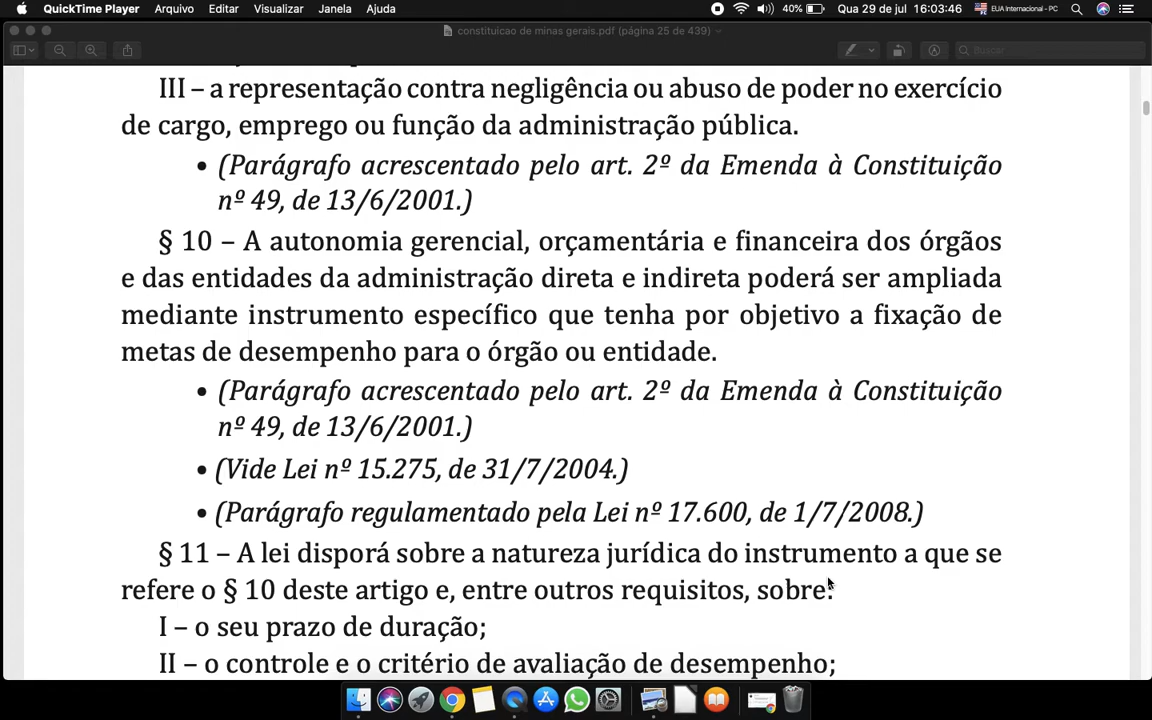 QuickTime Player Arquivo Editar Visualizar Janela Ajuda 40% Qua 29 de jul 16:03:46 EUA Internacional - PC
constituicao de minas gerais.pdf (página 25 de 439)
Buscar
III – a representação contra negligência ou abuso de poder no exercício
de cargo, emprego ou função da administração pública.
• (Parágrafo acrescentado pelo art. 2º da Emenda à Constituição
nº 49, de 13/6/2001.)
§ 10 – A autonomia gerencial, orçamentária e financeira dos órgãos
e das entidades da administração direta e indireta poderá ser ampliada
mediante instrumento específico que tenha por objetivo a fixação de
metas de desempenho para o órgão ou entidade.
• (Parágrafo acrescentado pelo art. 2º da Emenda à Constituição
nº 49, de 13/6/2001.)
• (Vide Lei nº 15.275, de 31/7/2004.)
• (Parágrafo regulamentado pela Lei nº 17.600, de 1/7/2008.)
§ 11 – A lei disporá sobre a natureza jurídica do instrumento a que se
refere o § 10 deste artigo e, entre outros requisitos, sobre:
I – o seu prazo de duração;
II – o controle e o critério de avaliação de desempenho;